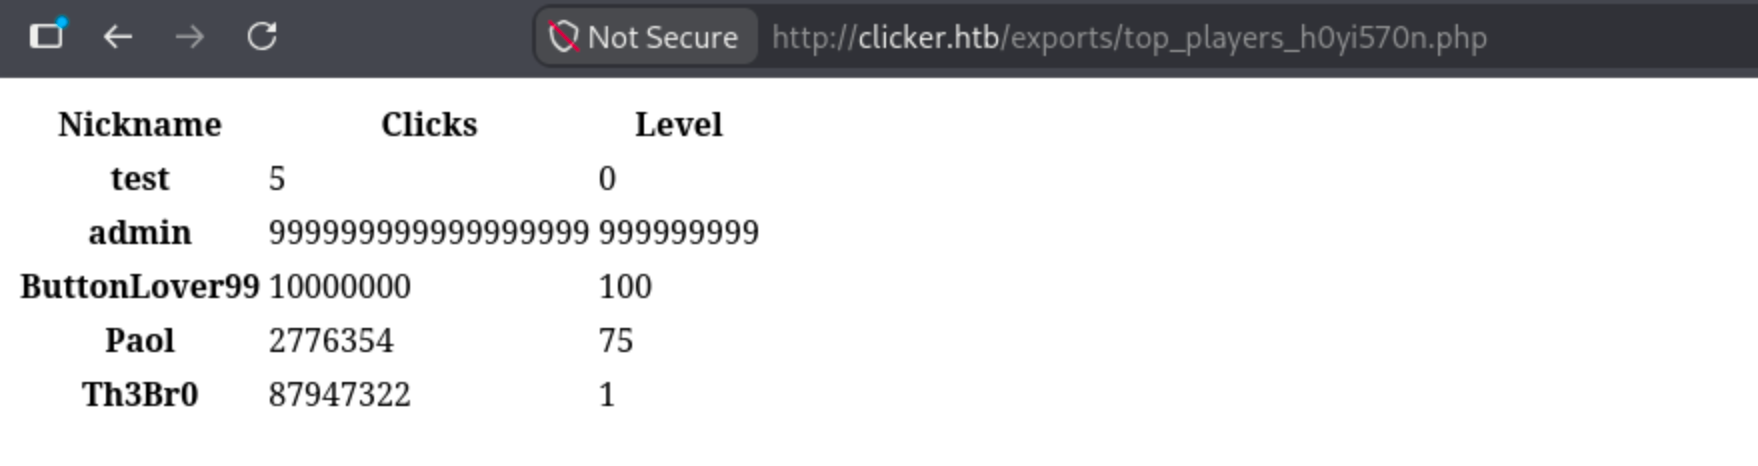 Not Secure http://clicker.htb/exports/top_players_h0yi570n.php
Nickname Clicks Level
test 5 0
admin 999999999999999999 999999999
ButtonLover99 10000000 100
Paol 2776354 75
Th3Br0 87947322 1